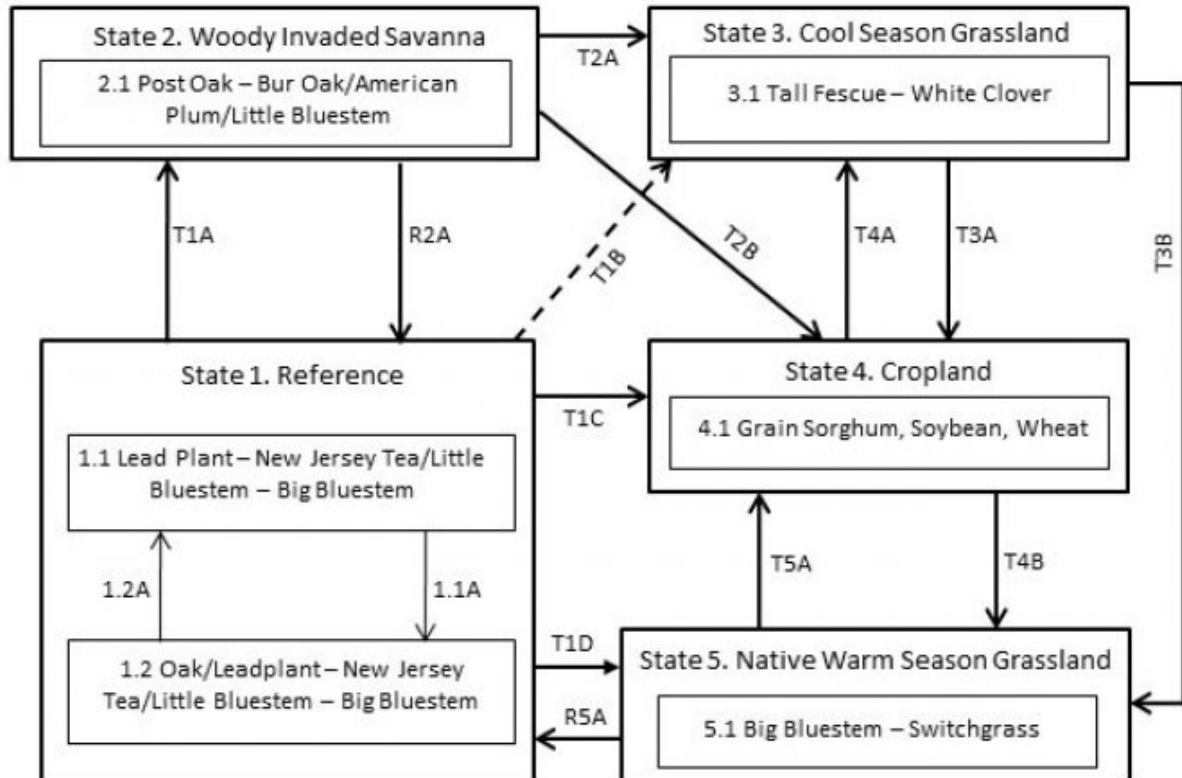 State 2. Woody Invaded Savanna
2.1 Post Oak – Bur Oak/American
Plum/Little Bluestem
T2A
State 3. Cool Season Grassland
3.1 Tall Fescue – White Clover
T1A
R2A
T1B
T2B
T4A
T3A
T3B
State 1. Reference
1.1 Lead Plant – New Jersey Tea/Little
Bluestem – Big Bluestem
1.2A
1.1A
1.2 Oak/Leadplant – New Jersey
Tea/Little Bluestem – Big Bluestem
T1C
State 4. Cropland
4.1 Grain Sorghum, Soybean, Wheat
T5A
T4B
T1D
R5A
State 5. Native Warm Season Grassland
5.1 Big Bluestem – Switchgrass